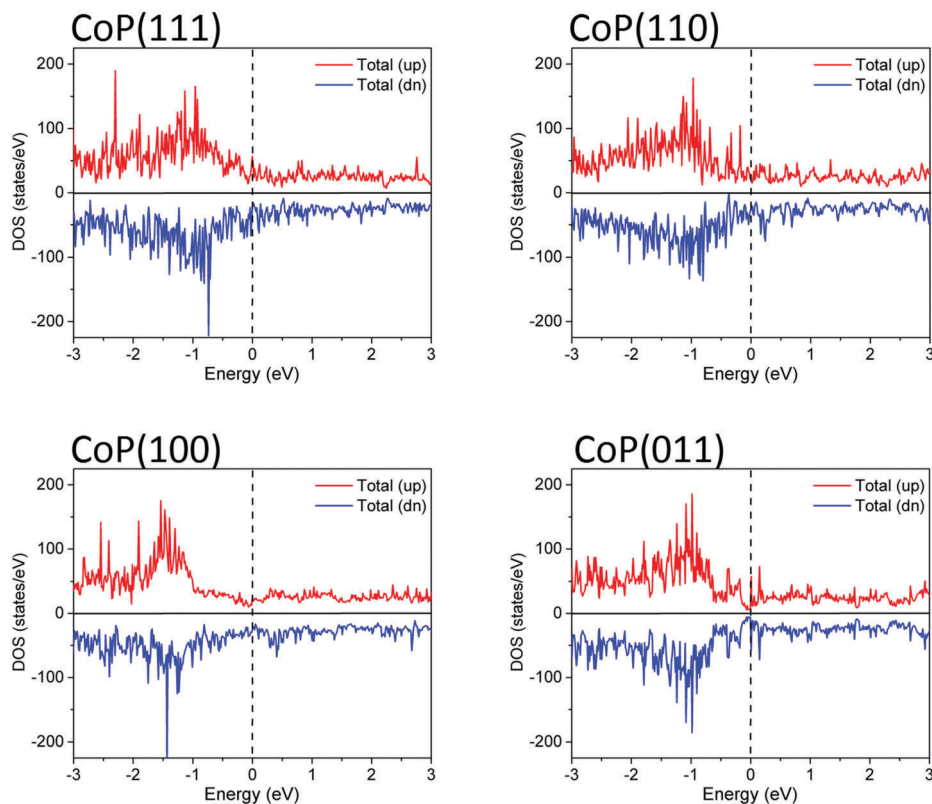 CoP(111)
Total (up)
Total (dn)
DOS (states/eV)
200
100
0
-100
-200
-3 -2 -1 0 1 2 3
Energy (eV)
CoP(110)
Total (up)
Total (dn)
DOS (states/eV)
200
100
0
-100
-200
-3 -2 -1 0 1 2 3
Energy (eV)
CoP(100)
Total (up)
Total (dn)
DOS (states/eV)
200
100
0
-100
-200
-3 -2 -1 0 1 2 3
Energy (eV)
CoP(011)
Total (up)
Total (dn)
DOS (states/eV)
200
100
0
-100
-200
-3 -2 -1 0 1 2 3
Energy (eV)